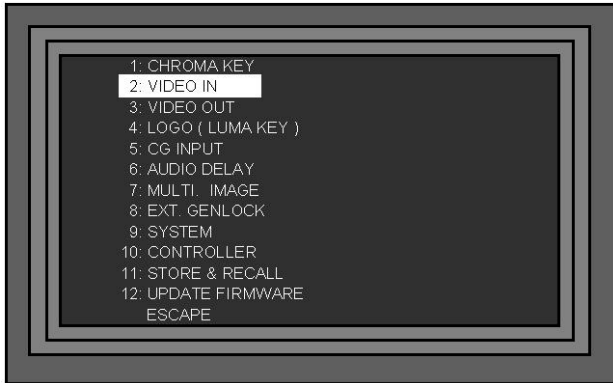 1: CHROMA KEY
2: VIDEO IN
3: VIDEO OUT
4: LOGO ( LUMA KEY )
5: CG INPUT
6: AUDIO DELAY
7: MULTI. IMAGE
8: EXT. GENLOCK
9: SYSTEM
10: CONTROLLER
11: STORE & RECALL
12: UPDATE FIRMWARE
ESCAPE